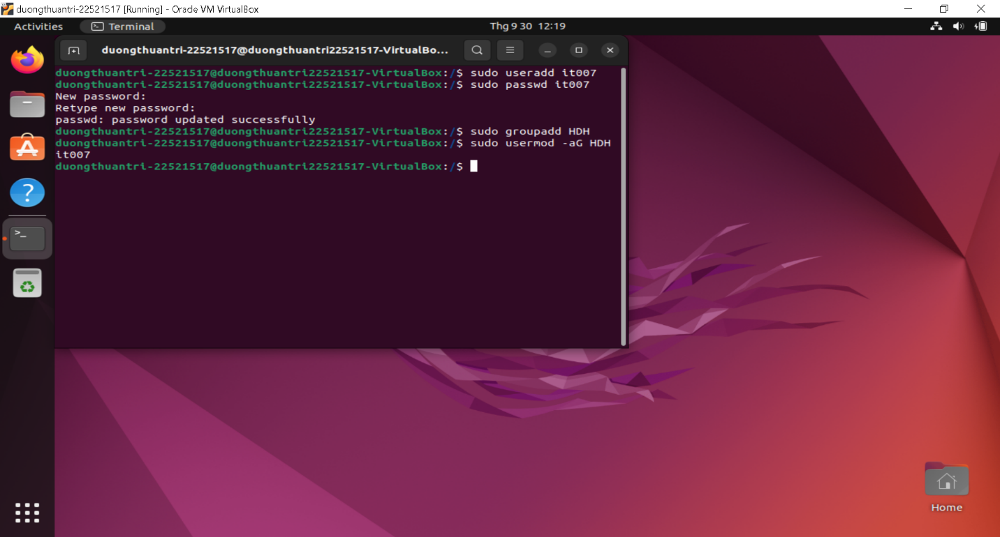 duongthuantri-22521517 [Running] - Oracle VM VirtualBox
Activities
Terminal
Thg 9 30 12:19
duongthuantri-22521517@duongthuantri22521517-VirtualBo...
duongthuantri-22521517@duongthuantri22521517-VirtualBox:/$ sudo useradd it007
duongthuantri-22521517@duongthuantri22521517-VirtualBox:/$ sudo passwd it007
New password:
Retype new password:
passwd: password updated successfully
duongthuantri-22521517@duongthuantri22521517-VirtualBox:/$ sudo groupadd HDH
duongthuantri-22521517@duongthuantri22521517-VirtualBox:/$ sudo usermod -aG HDH
it007
duongthuantri-22521517@duongthuantri22521517-VirtualBox:/$
Home